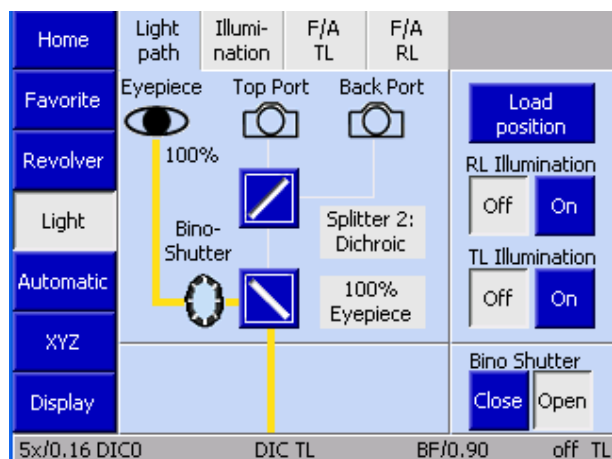 Home
Favorite
Revolver
Light
Automatic
XYZ
Display
Light
path
Illumi-
nation
F/A
TL
F/A
RL
Eyepiece
Top Port
Back Port
100%
Bino-
Shutter
Splitter 2:
Dichroic
100%
Eyepiece
Load
position
RL Illumination
Off
On
TL Illumination
Off
On
Bino Shutter
Close
Open
5x/0.16 DIC0
DIC TL
BF/0.90
off TL